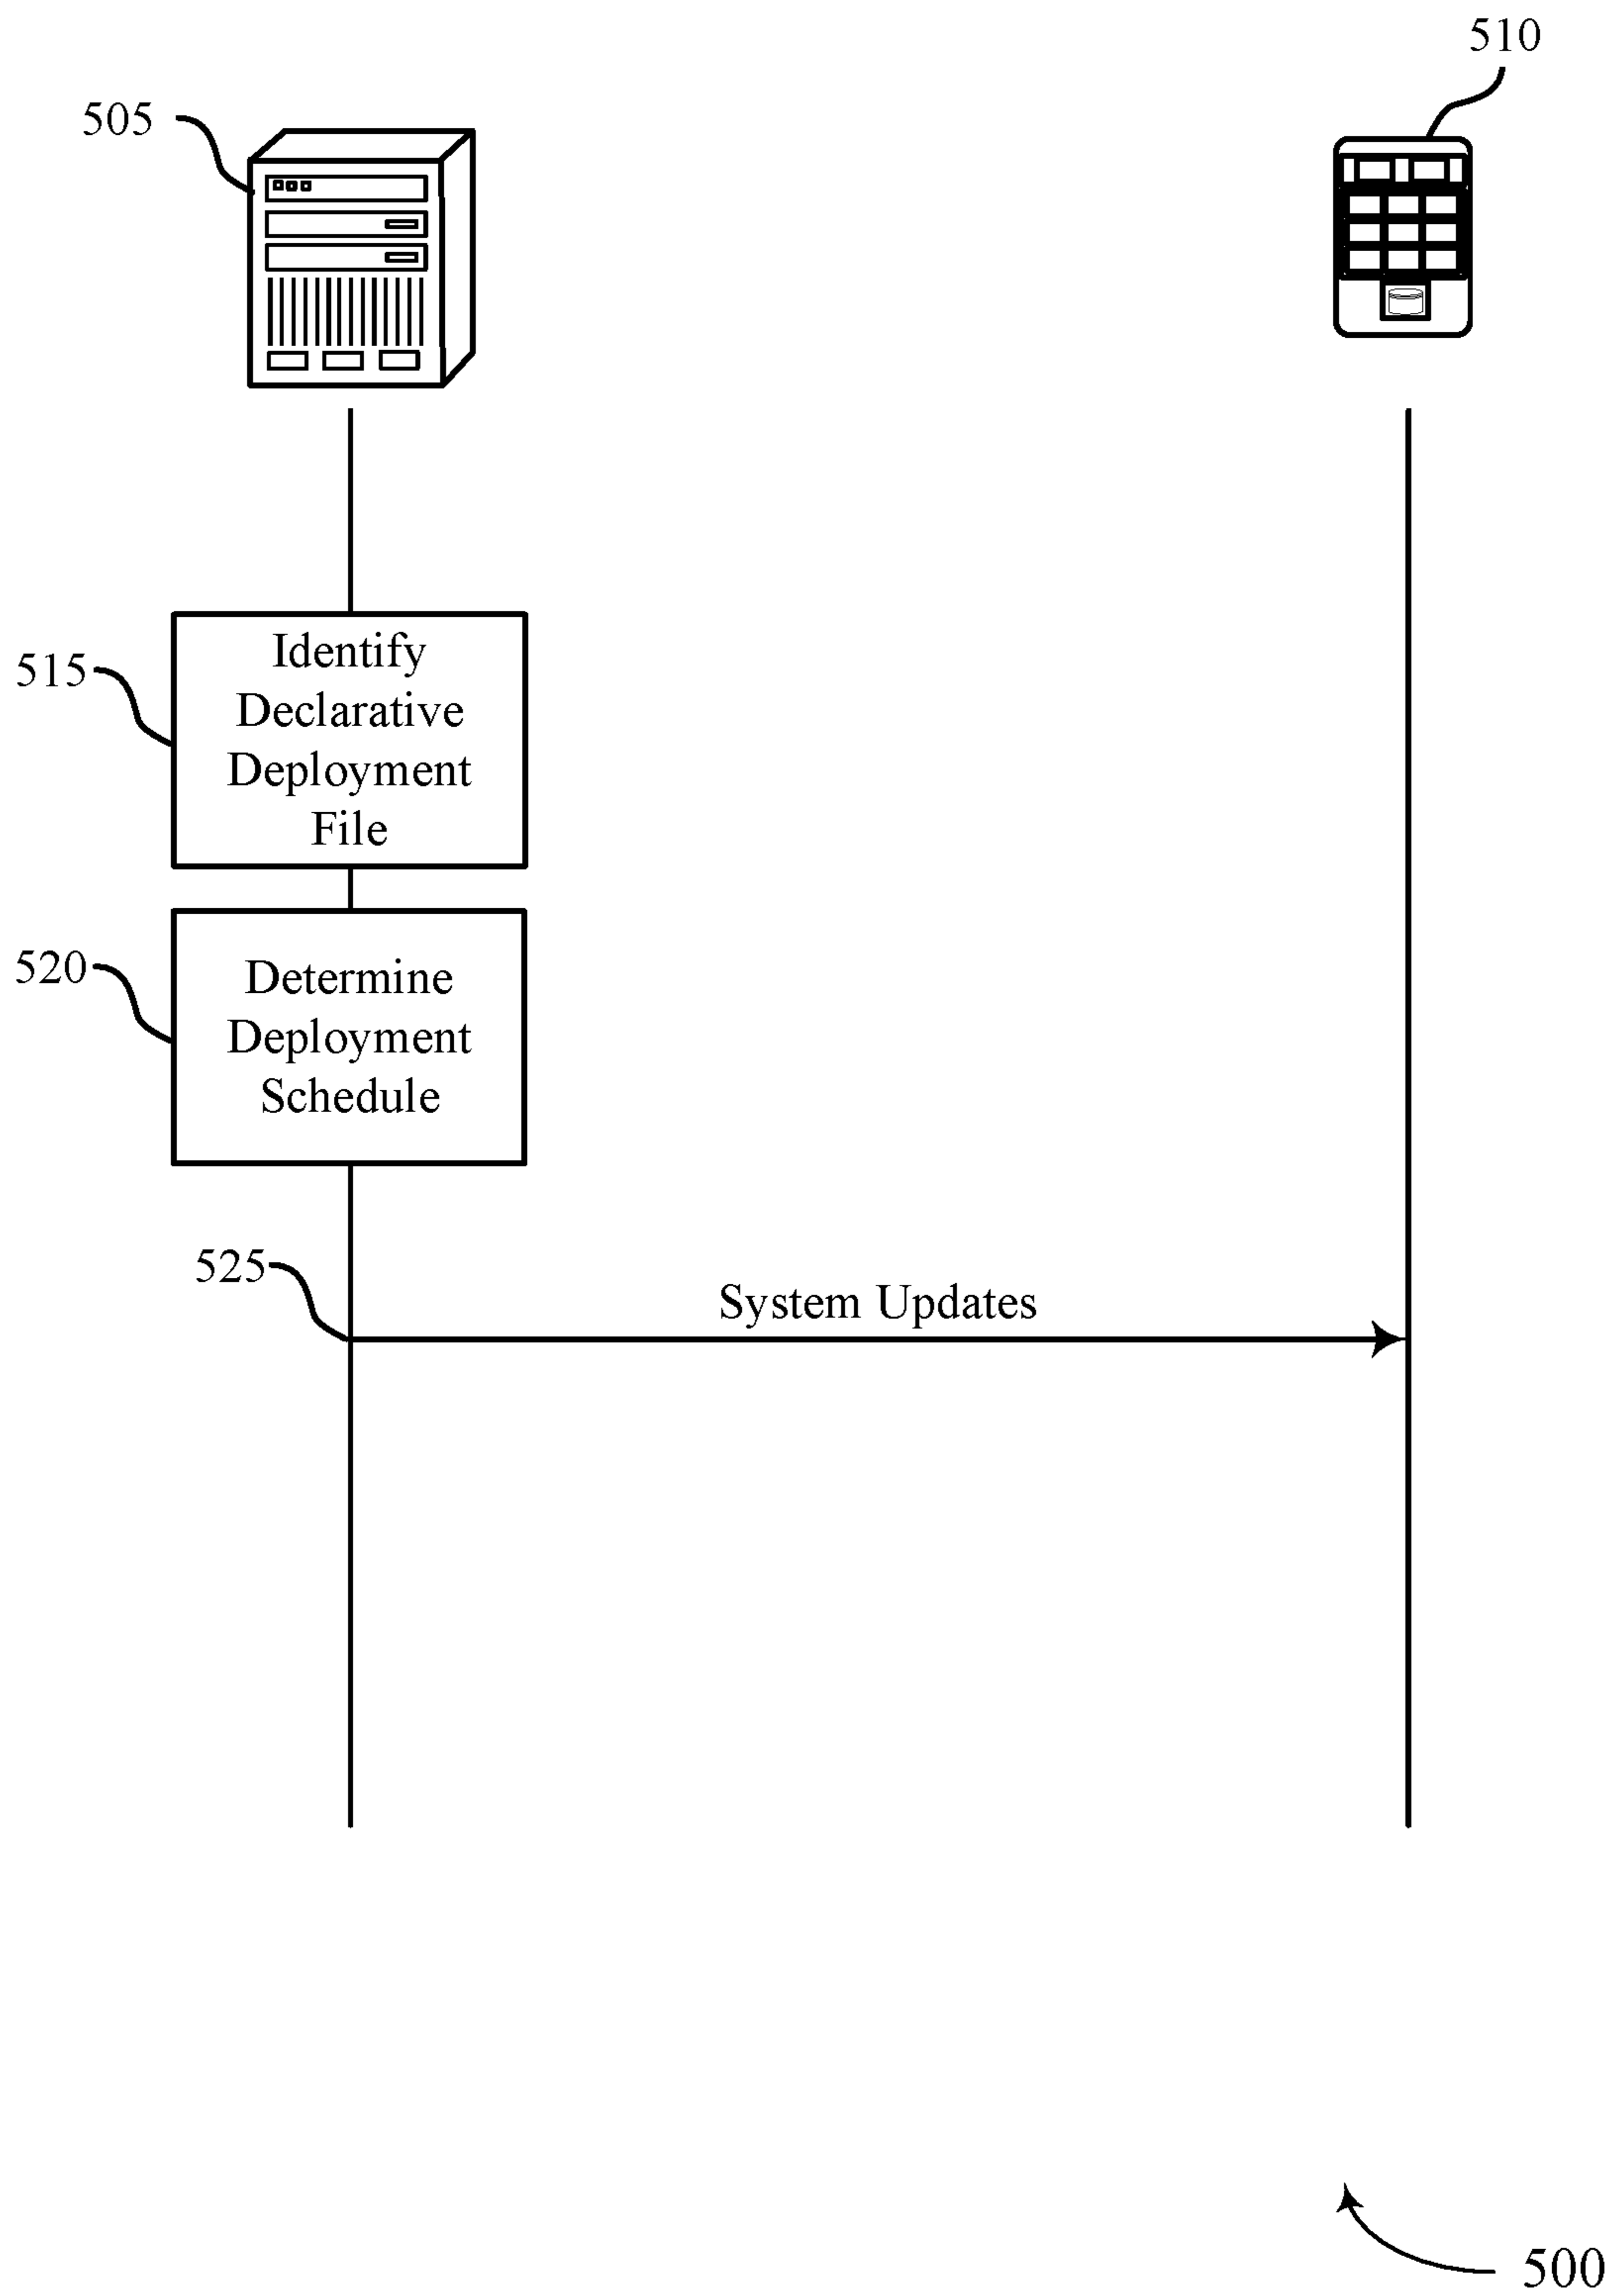 510
505
515
Identify
Declarative
Deployment
File
520
Determine
Deployment
Schedule
525
System Updates
500